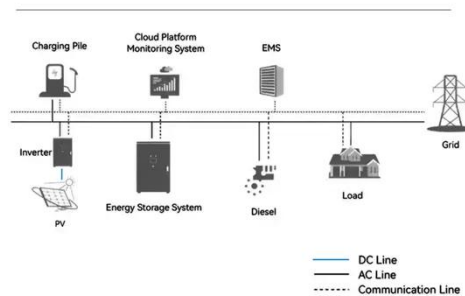 Charging Pile
Cloud Platform
Monitoring System
EMS
Grid
Inverter
PV
Energy Storage System
Diesel
Load
DC Line
AC Line
Communication Line